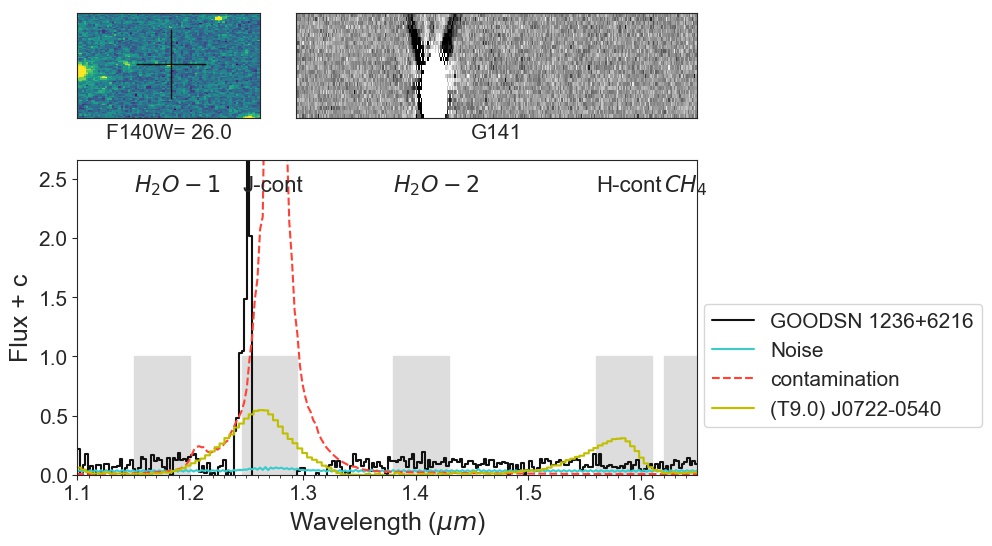 F140W= 26.0
G141
H₂O − 1
J-cont
H₂O − 2
H-cont
CH₄
2.5
2.0
1.5
1.0
0.5
0.0
Flux + c
1.1 1.2 1.3 1.4 1.5 1.6
Wavelength (μm)
GOODSN 1236+6216
Noise
contamination
(T9.0) J0722-0540